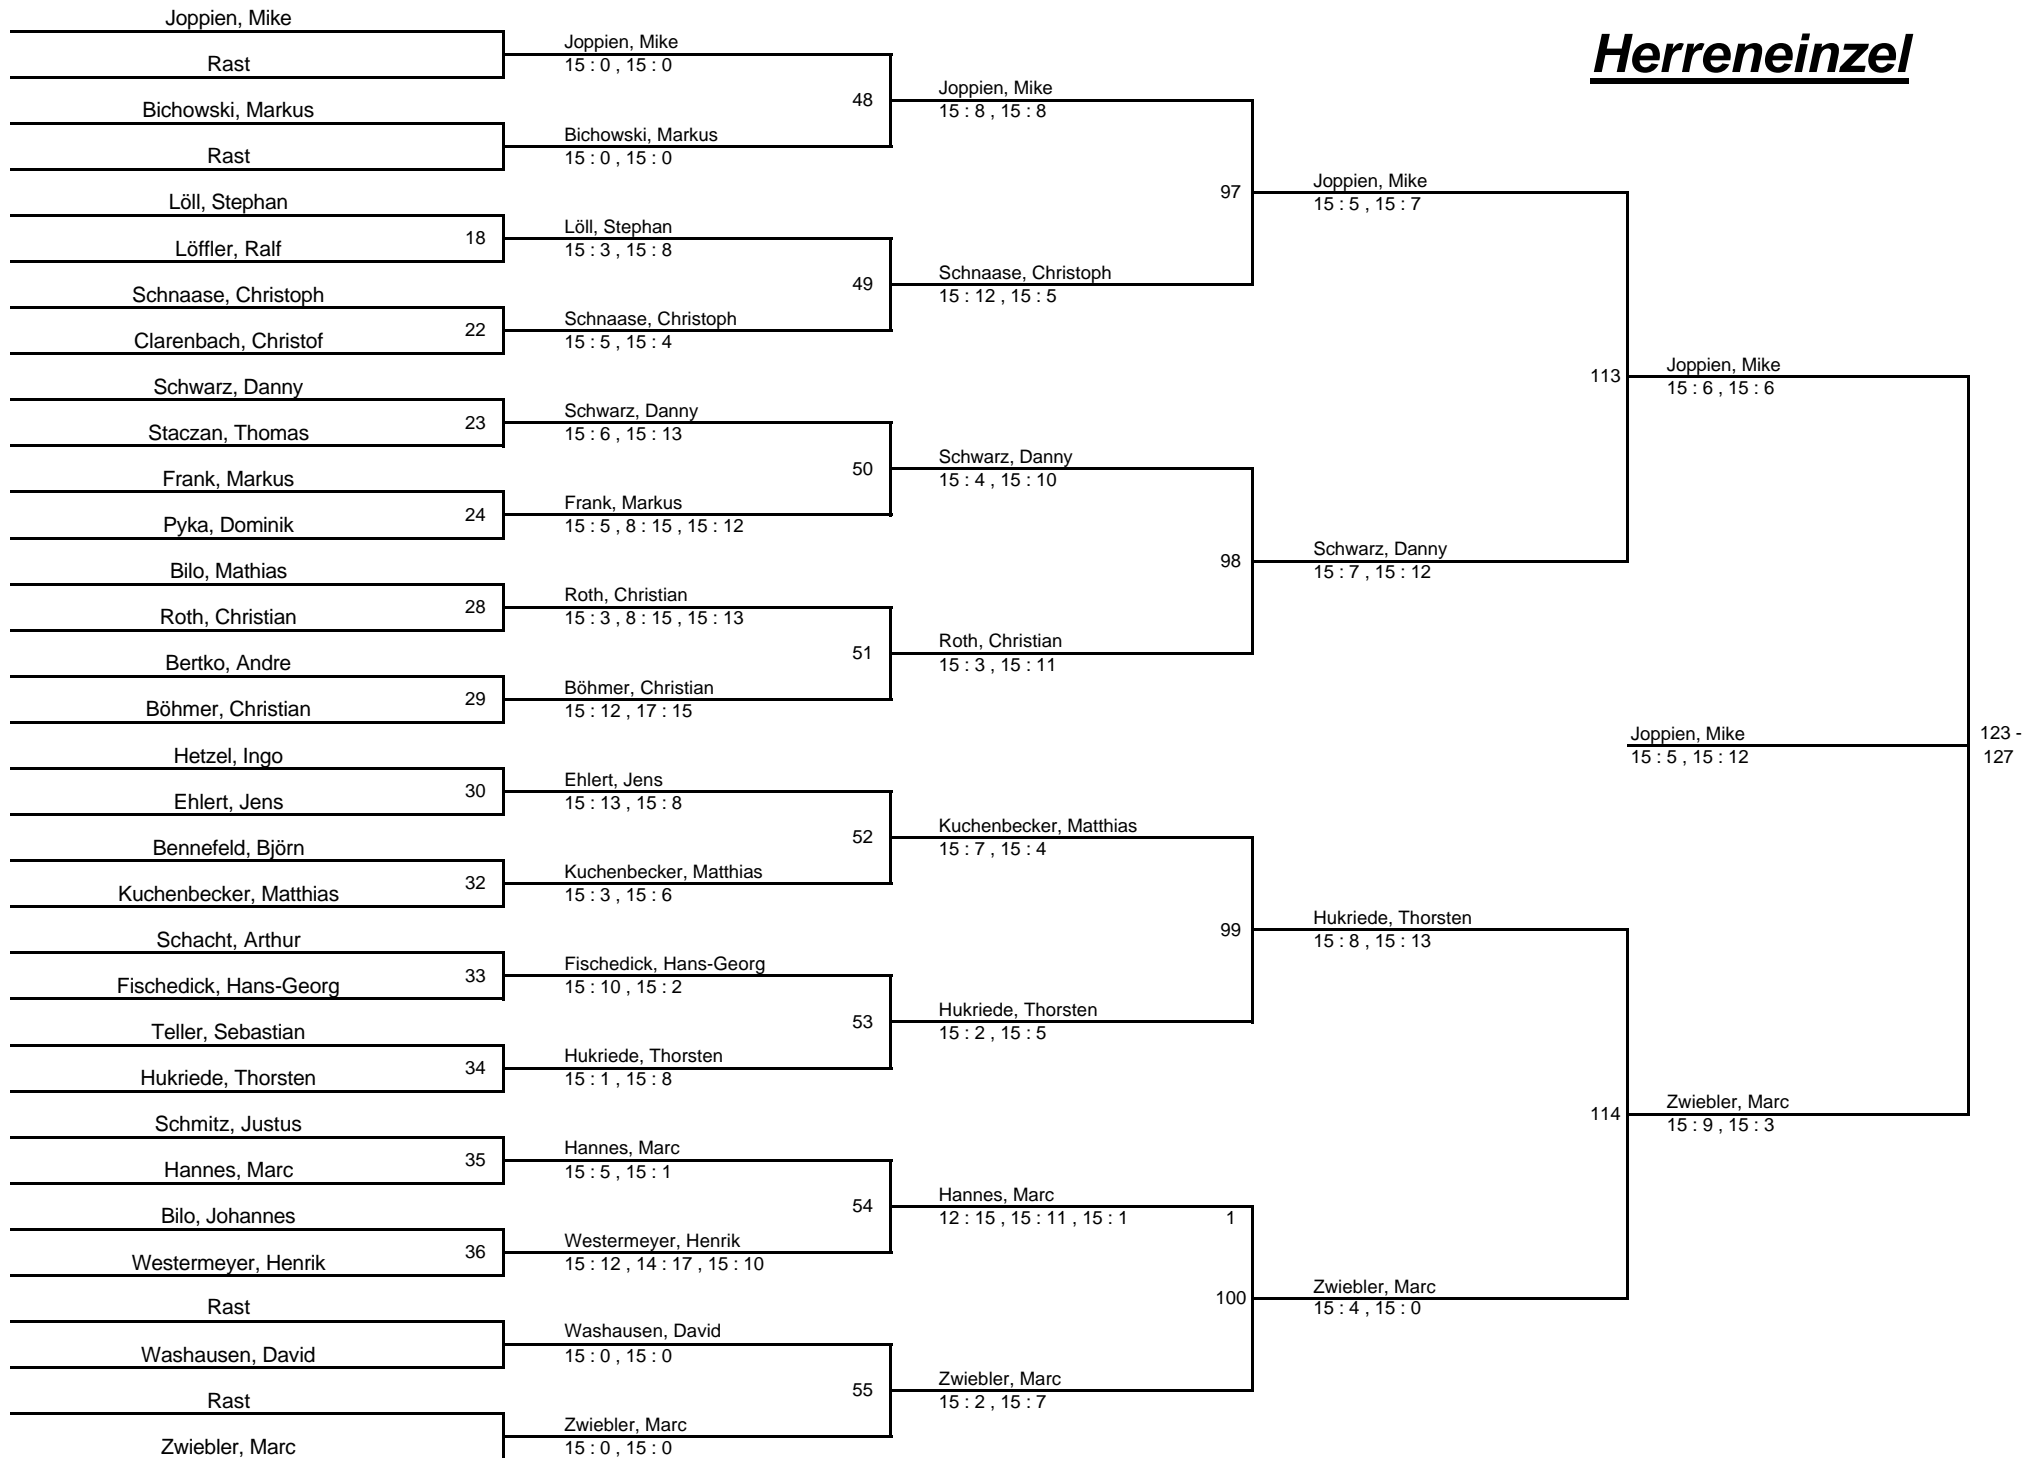 Herreneinzel
Joppien, Mike
Rast
Bichowski, Markus
Rast
Löll, Stephan
Löffler, Ralf
18
Schnaase, Christoph
Clarenbach, Christof
22
Schwarz, Danny
Staczan, Thomas
23
Frank, Markus
Pyka, Dominik
24
Bilo, Mathias
Roth, Christian
28
Bertko, Andre
Böhmer, Christian
29
Hetzel, Ingo
Ehlert, Jens
30
Bennefeld, Björn
Kuchenbecker, Matthias
32
Schacht, Arthur
Fischedick, Hans-Georg
33
Teller, Sebastian
Hukriede, Thorsten
34
Schmitz, Justus
Hannes, Marc
35
Bilo, Johannes
Westermeyer, Henrik
36
Rast
Washausen, David
Rast
Zwiebler, Marc
Joppien, Mike
15 : 0 , 15 : 0
48
Bichowski, Markus
15 : 0 , 15 : 0
Löll, Stephan
15 : 3 , 15 : 8
49
Schnaase, Christoph
15 : 5 , 15 : 4
Schwarz, Danny
15 : 6 , 15 : 13
50
Frank, Markus
15 : 5 , 8 : 15 , 15 : 12
Roth, Christian
15 : 3 , 8 : 15 , 15 : 13
51
Böhmer, Christian
15 : 12 , 17 : 15
Ehlert, Jens
15 : 13 , 15 : 8
52
Kuchenbecker, Matthias
15 : 3 , 15 : 6
Fischedick, Hans-Georg
15 : 10 , 15 : 2
53
Hukriede, Thorsten
15 : 1 , 15 : 8
Hannes, Marc
15 : 5 , 15 : 1
54
Westermeyer, Henrik
15 : 12 , 14 : 17 , 15 : 10
Washausen, David
15 : 0 , 15 : 0
55
Zwiebler, Marc
15 : 0 , 15 : 0
Joppien, Mike
15 : 8 , 15 : 8
97
Schnaase, Christoph
15 : 12 , 15 : 5
Schwarz, Danny
15 : 4 , 15 : 10
98
Roth, Christian
15 : 3 , 15 : 11
Kuchenbecker, Matthias
15 : 7 , 15 : 4
99
Hukriede, Thorsten
15 : 2 , 15 : 5
Hannes, Marc
12 : 15 , 15 : 11 , 15 : 1
1
100
Zwiebler, Marc
15 : 2 , 15 : 7
Joppien, Mike
15 : 5 , 15 : 7
113
Schwarz, Danny
15 : 7 , 15 : 12
Hukriede, Thorsten
15 : 8 , 15 : 13
114
Zwiebler, Marc
15 : 4 , 15 : 0
Joppien, Mike
15 : 6 , 15 : 6
Joppien, Mike
15 : 5 , 15 : 12
123 -
127
Zwiebler, Marc
15 : 9 , 15 : 3